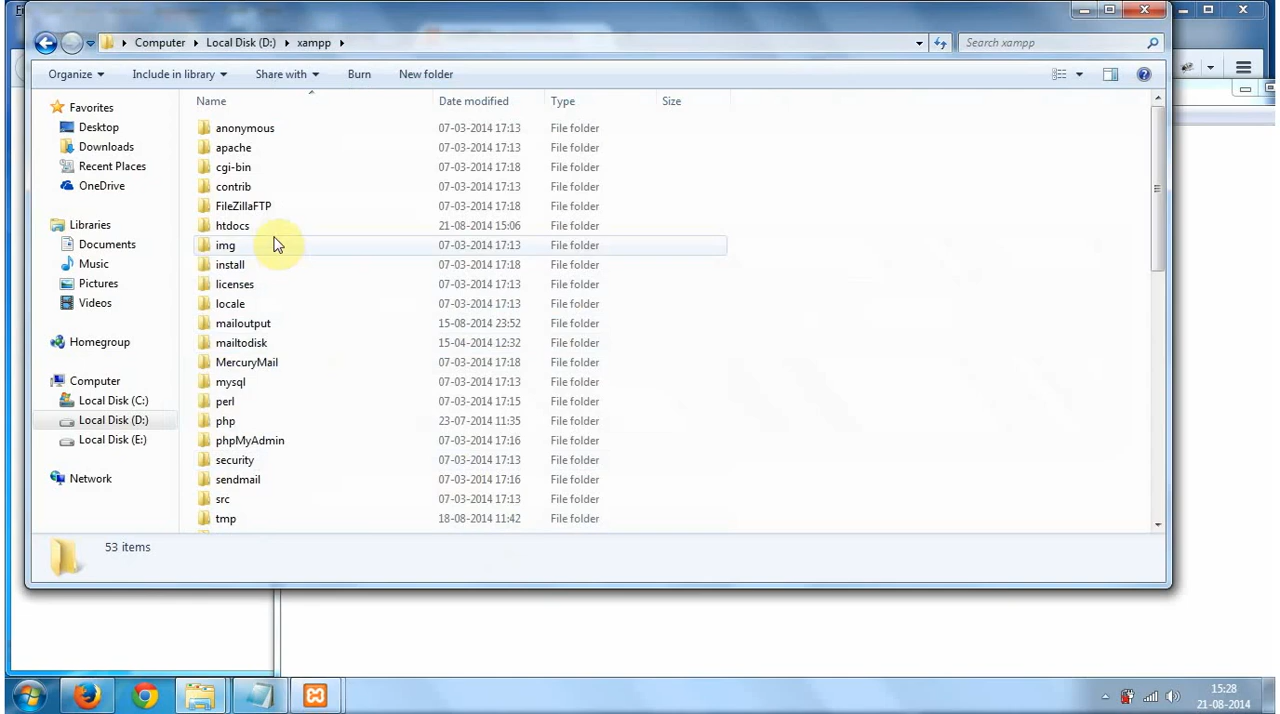 Computer Local Disk (D:) xampp Search xampp
Organize Include in library Share with Burn New folder
Name Date modified Type Size
Favorites
Desktop
Downloads
Recent Places
OneDrive
Libraries
Documents
Music
Pictures
Videos
Homegroup
Computer
Local Disk (C:)
Local Disk (D:)
Local Disk (E:)
Network
anonymous 07-03-2014 17:13 File folder
apache 07-03-2014 17:13 File folder
cgi-bin 07-03-2014 17:18 File folder
contrib 07-03-2014 17:13 File folder
FileZillaFTP 07-03-2014 17:18 File folder
htdocs 21-08-2014 15:06 File folder
img 07-03-2014 17:13 File folder
install 07-03-2014 17:18 File folder
licenses 07-03-2014 17:13 File folder
locale 07-03-2014 17:13 File folder
mailoutput 15-08-2014 23:52 File folder
mailtodisk 15-04-2014 12:32 File folder
MercuryMail 07-03-2014 17:18 File folder
mysql 07-03-2014 17:13 File folder
perl 07-03-2014 17:15 File folder
php 23-07-2014 11:35 File folder
phpMyAdmin 07-03-2014 17:16 File folder
security 07-03-2014 17:13 File folder
sendmail 07-03-2014 17:16 File folder
src 07-03-2014 17:13 File folder
tmp 18-08-2014 11:42 File folder
53 items
15:28
21-08-2014